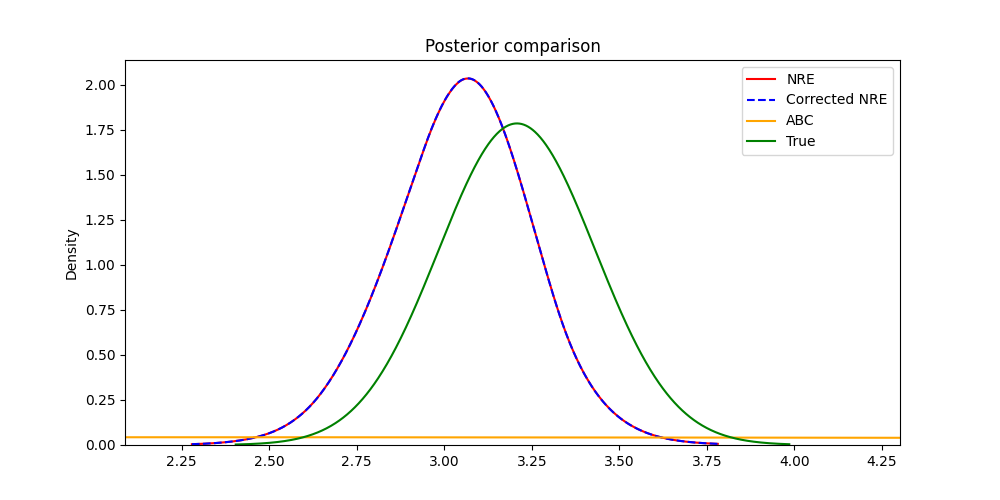 Posterior comparison
NRE
Corrected NRE
ABC
True
Density
2.00
1.75
1.50
1.25
1.00
0.75
0.50
0.25
0.00
2.25 2.50 2.75 3.00 3.25 3.50 3.75 4.00 4.25